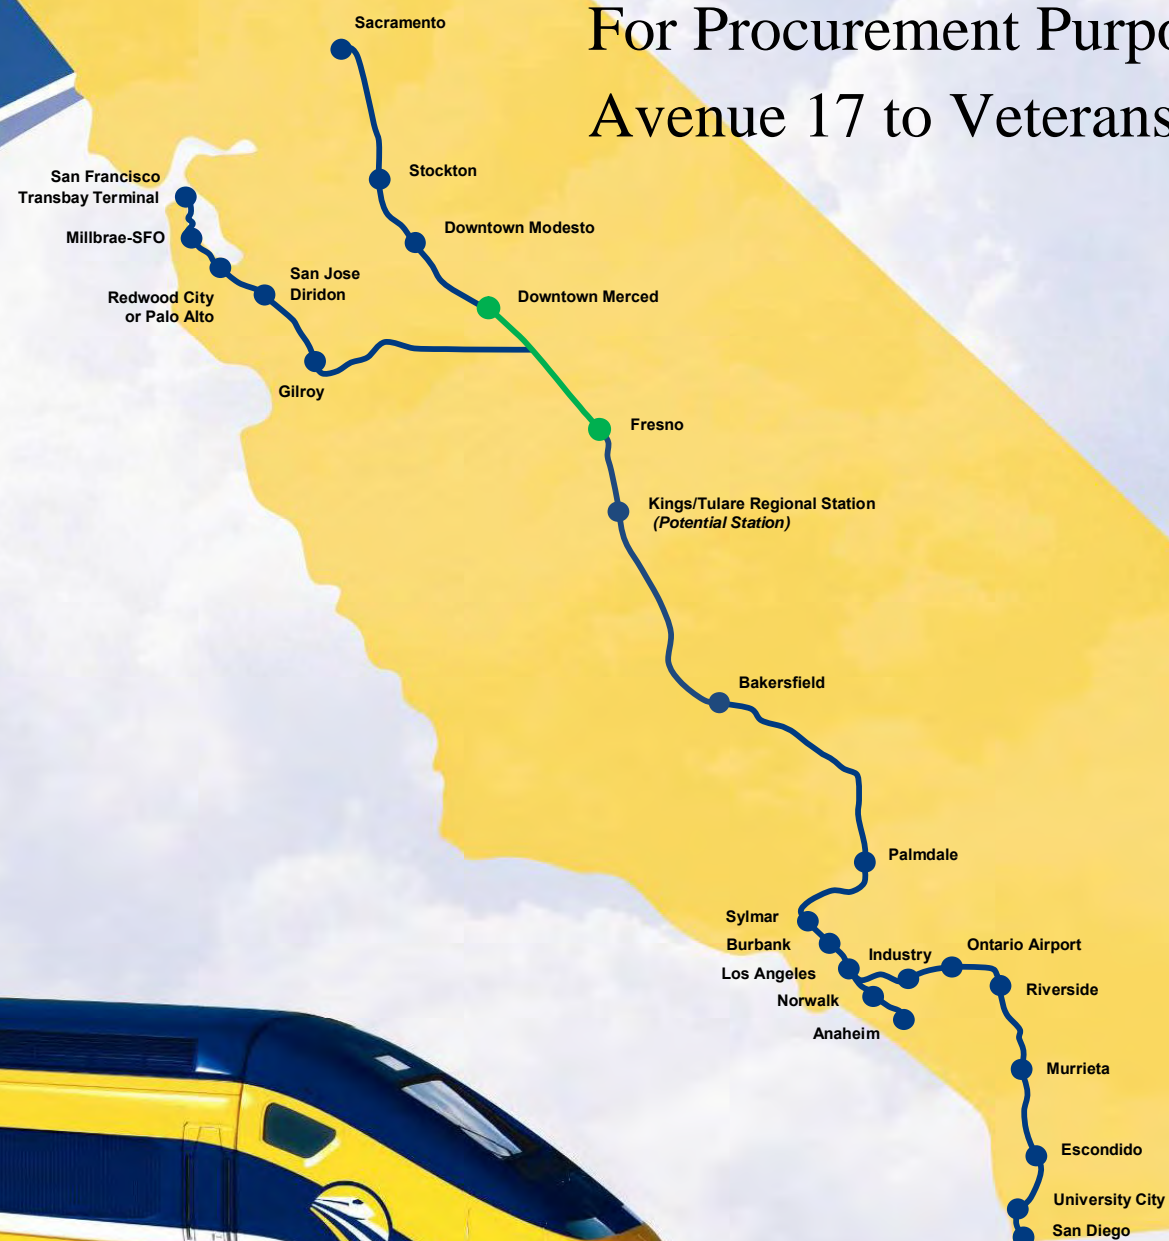 For Procurement
Avenue 17 to Veterans
Sacramento
Stockton
San Francisco
Transbay Terminal
Downtown Modesto
Millbrae-SFO
San Jose
Diridon
Redwood City
or Palo Alto
Downtown Merced
Gilroy
Fresno
Kings/Tulare Regional Station
(Potential Station)
Bakersfield
Palmdale
Sylmar
Burbank
Industry
Ontario Airport
Los Angeles
Riverside
Norwalk
Anaheim
Murrieta
Escondido
University City
San Diego